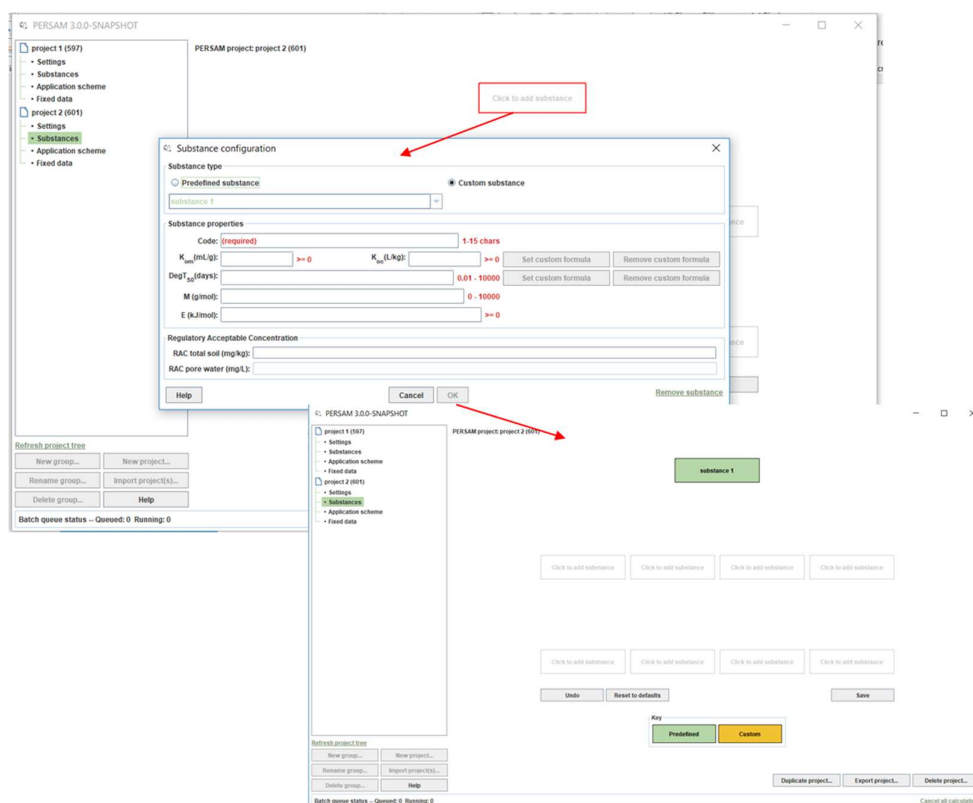 PERSAM 3.0.0-SNAPSHOT
project 1 (597)
Settings
Substances
Application scheme
Fixed data
project 2 (601)
Settings
Substances
Application scheme
Fixed data
PERSAM project: project 2 (601)
Click to add substance
Substance configuration
Substance type
Predefined substance
Custom substance
substance 1
Substance properties
Code: (required) 1-15 chars
Kom(mL/g): >= 0 Koc(L/kg): >= 0 Set custom formula Remove custom formula
DegT50(days): 0.01 - 10000 Set custom formula Remove custom formula
M (g/mol): 0 - 10000
E (kJ/mol): >= 0
Regulatory Acceptable Concentration
RAC total soil (mg/kg):
RAC pore water (mg/L):
Help Cancel OK Remove substance
Refresh project tree
New group... New project...
Rename group... Import project(s)...
Delete group... Help
Batch queue status -- Queued: 0 Running: 0
PERSAM 3.0.0-SNAPSHOT
project 1 (597)
Settings
Substances
Application scheme
Fixed data
project 2 (601)
Settings
Substances
Application scheme
Fixed data
PERSAM project: project 2 (601)
substance 1
Click to add substance Click to add substance Click to add substance Click to add substance
Click to add substance Click to add substance Click to add substance Click to add substance
Undo Reset to defaults Save
Key
Predefined Custom
Refresh project tree
New group... New project...
Rename group... Import project(s)...
Delete group... Help
Duplicate project... Export project... Delete project...
Batch queue status -- Queued: 0 Running: 0
Cancel all calculat